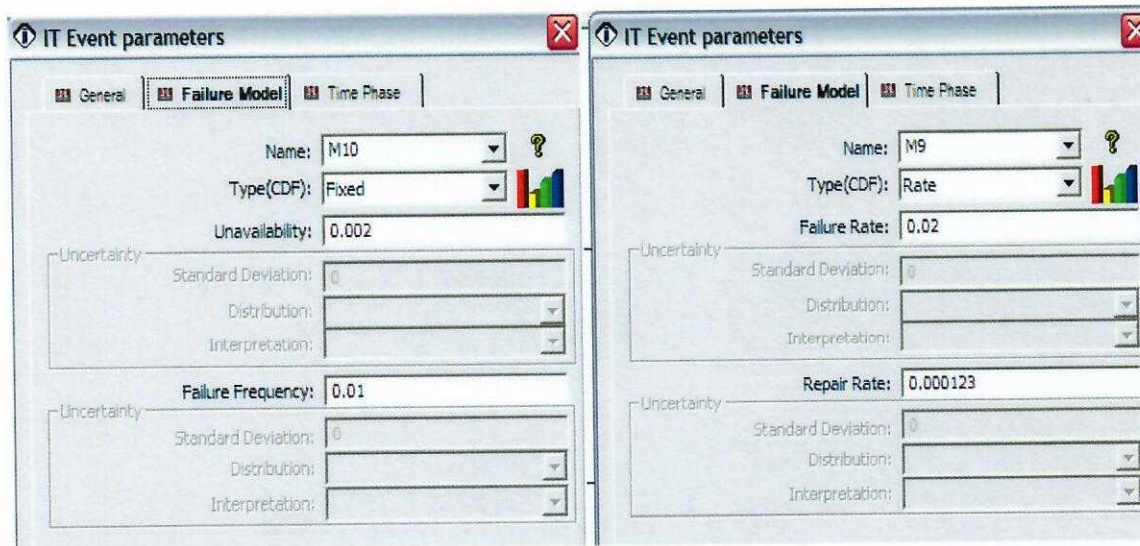 IT Event parameters
General Failure Model Time Phase
Name: M10
Type(CDF): Fixed
Unavailability: 0.002
Uncertainty
Standard Deviation: 0
Distribution:
Interpretation:
Failure Frequency: 0.01
Uncertainty
Standard Deviation: 0
Distribution:
Interpretation:
IT Event parameters
General Failure Model Time Phase
Name: M9
Type(CDF): Rate
Failure Rate: 0.02
Uncertainty
Standard Deviation: 0
Distribution:
Interpretation:
Repair Rate: 0.000123
Uncertainty
Standard Deviation: 0
Distribution:
Interpretation: